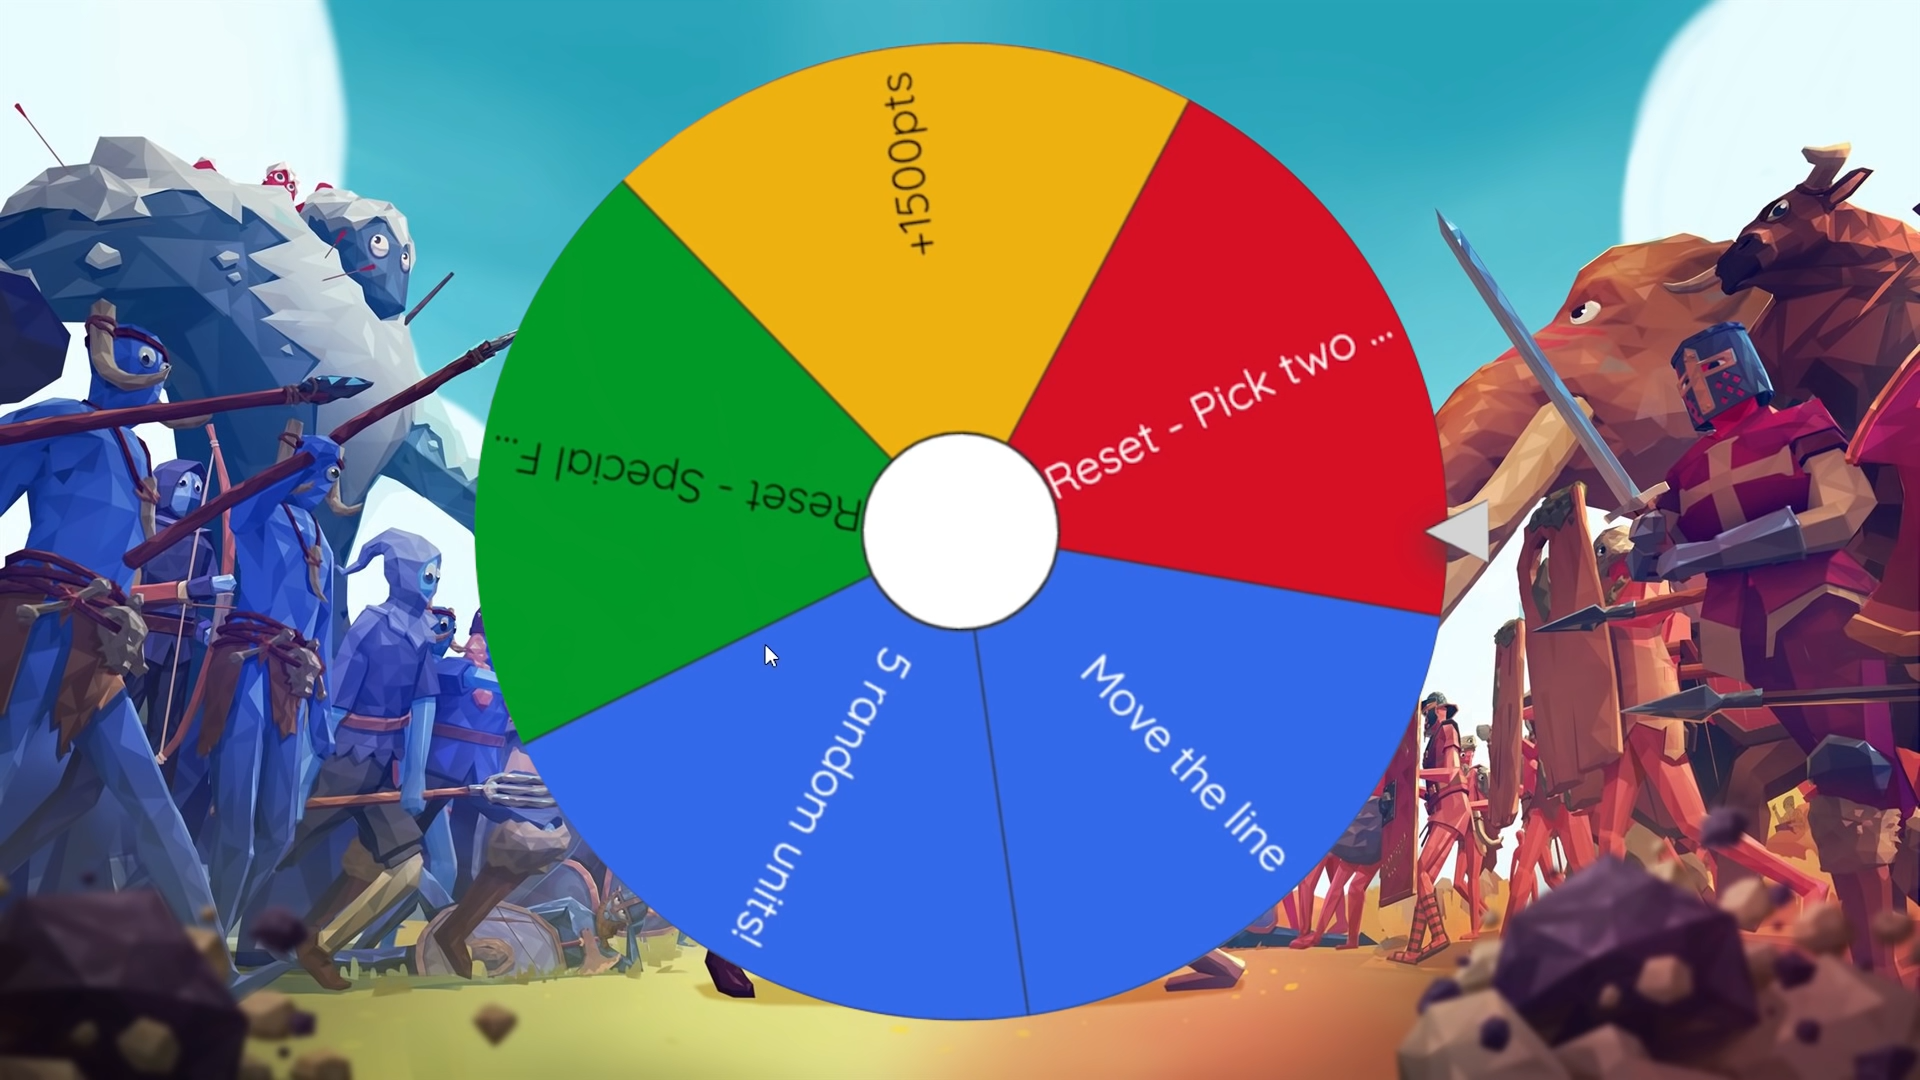 +1500pts
Reset - Pick two ...
Reset - Special F...
5 random units!
Move the line